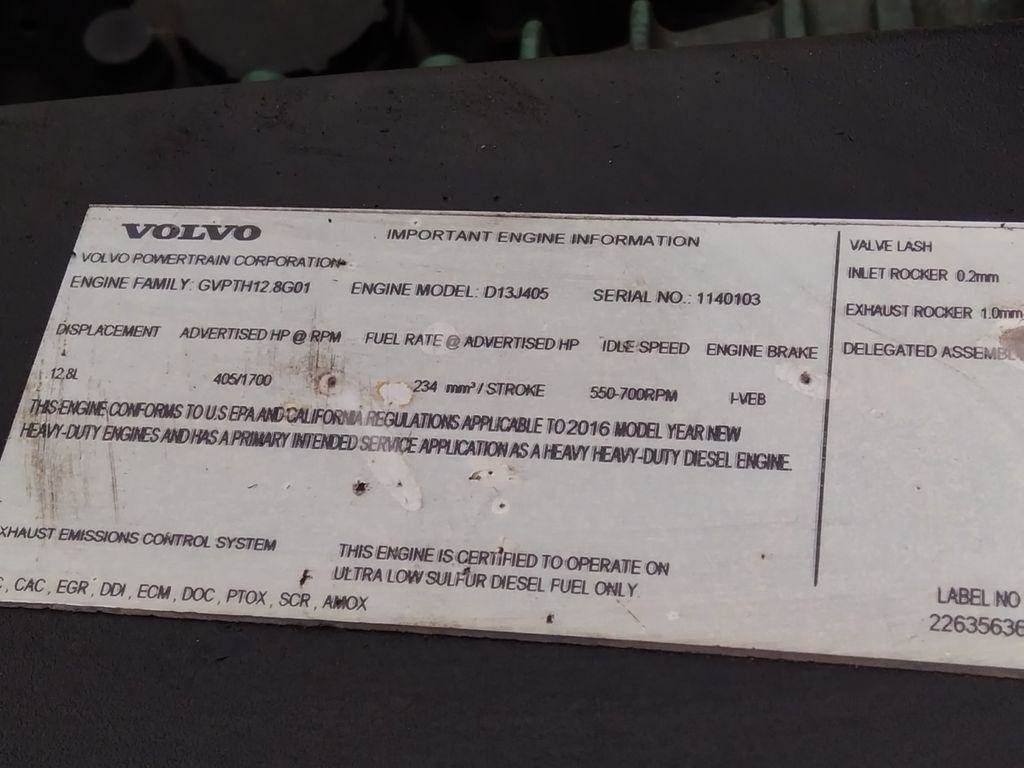 VOLVO
IMPORTANT ENGINE INFORMATION
VOLVO POWERTRAIN CORPORATION
ENGINE FAMILY: GVPTH12.8G01 ENGINE MODEL: D13J405 SERIAL NO.: 1140103
DISPLACEMENT ADVERTISED HP @ RPM FUEL RATE @ ADVERTISED HP IDLE SPEED ENGINE BRAKE
12.8L 405/1700 234 mm³ / STROKE 550-700RPM I-VEB
THIS ENGINE CONFORMS TO U.S EPA AND CALIFORNIA REGULATIONS APPLICABLE TO 2016 MODEL YEAR NEW
HEAVY-DUTY ENGINES AND HAS A PRIMARY INTENDED SERVICE APPLICATION AS A HEAVY HEAVY-DUTY DIESEL ENGINE.
XHAUST EMISSIONS CONTROL SYSTEM
C, CAC, EGR, DDI, ECM, DOC, PTOX, SCR, AMOX
THIS ENGINE IS CERTIFIED TO OPERATE ON
ULTRA LOW SULFUR DIESEL FUEL ONLY.
VALVE LASH
INLET ROCKER 0.2mm
EXHAUST ROCKER 1.0mm
DELEGATED ASSEMBL
LABEL NO
22635636